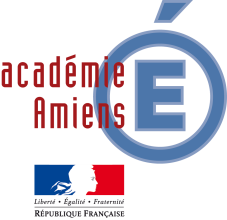 académie
Amiens
É
Liberté • Égalité • Fraternité
RÉPUBLIQUE FRANÇAISE